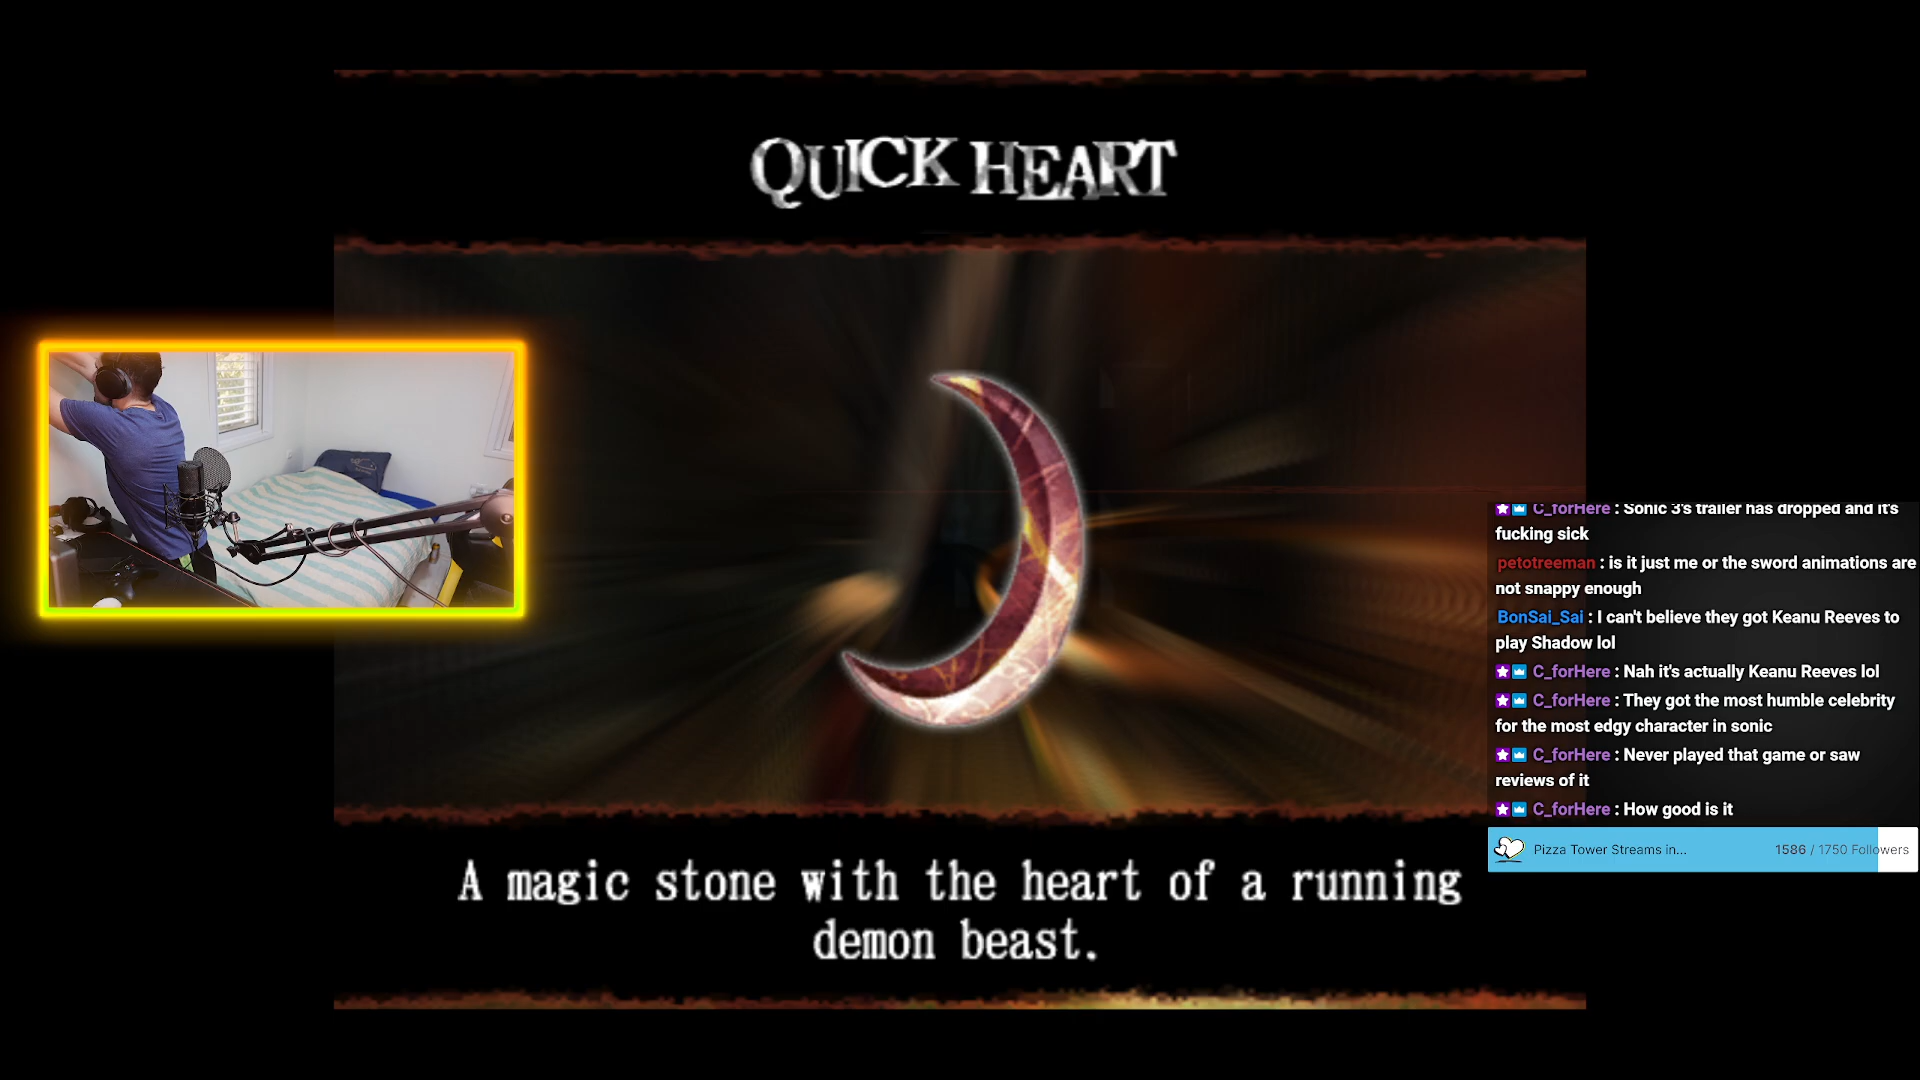 QUICK HEART
A magic stone with the heart of a running
demon beast.
C_forHere : Sonic 3's trailer has dropped and it's
fucking sick
petotreeman : is it just me or the sword animations are
not snappy enough
BonSai_Sai : I can't believe they got Keanu Reeves to
play Shadow lol
C_forHere : Nah it's actually Keanu Reeves lol
C_forHere : They got the most humble celebrity
for the most edgy character in sonic
C_forHere : Never played that game or saw
reviews of it
C_forHere : How good is it
Pizza Tower Streams in... 1586 / 1750 Followers